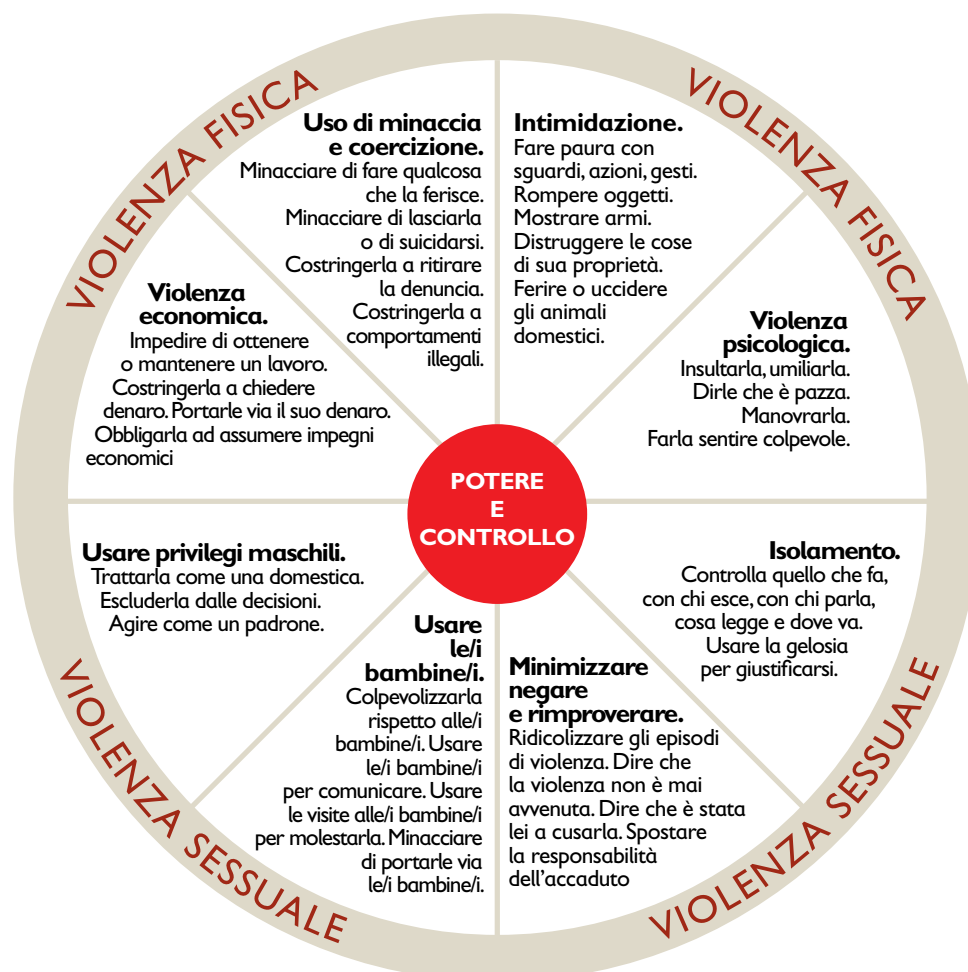 VIOLENZA FISICA
VIOLENZA FISICA
Uso di minaccia
e coercizione.
Minacciare di fare qualcosa
che la ferisce.
Minacciare di lasciarla
o di suicidarsi.
Costringerla a ritirare
la denuncia.
Costringerla a
comportamenti
illegali.
Intimidazione.
Fare paura con
sguardi, azioni, gesti.
Rompere oggetti.
Mostrare armi.
Distruggere le cose
di sua proprietà.
Ferire o uccidere
gli animali
domestici.
Violenza
economica.
Impedire di ottenere
o mantenere un lavoro.
Costringerla a chiedere
denaro. Portarle via il suo denaro.
Obbligarla ad assumere impegni
economici
Violenza
psicologica.
Insultarla, umiliarla.
Dirle che è pazza.
Manovrarla.
Farla sentire colpevole.
POTERE
E
CONTROLLO
Usare privilegi maschili.
Trattarla come una domestica.
Escluderla dalle decisioni.
Agire come un padrone.
Isolamento.
Controlla quello che fa,
con chi esce, con chi parla,
cosa legge e dove va.
Usare la gelosia
per giustificarsi.
Usare
le/i
bambine/i.
Colpevolizzarla
rispetto alle/i
bambine/i. Usare
le/i bambine/i
per comunicare. Usare
le visite alle/i bambine/i
per molestarla. Minacciare
di portarle via
le/i bambine/i.
Minimizzare
negare
e rimproverare.
Ridicolizzare gli episodi
di violenza. Dire che
la violenza non è mai
avvenuta. Dire che è stata
lei a cusarla. Spostare
la responsabilità
dell'accaduto
VIOLENZA SESSUALE
VIOLENZA SESSUALE